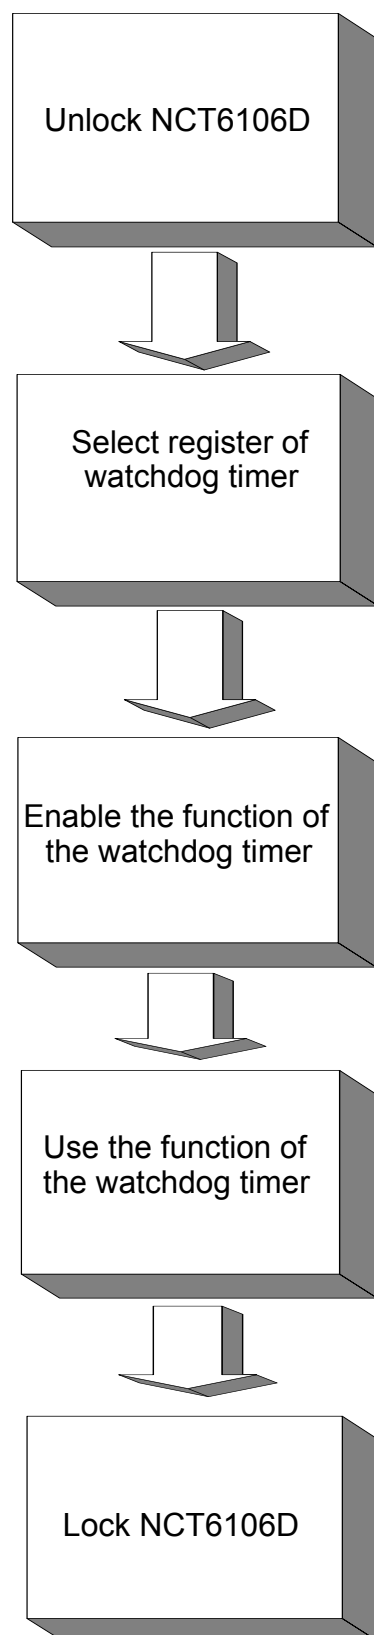 Unlock NCT6106D
Select register of
watchdog timer
Enable the function of
the watchdog timer
Use the function of
the watchdog timer
Lock NCT6106D